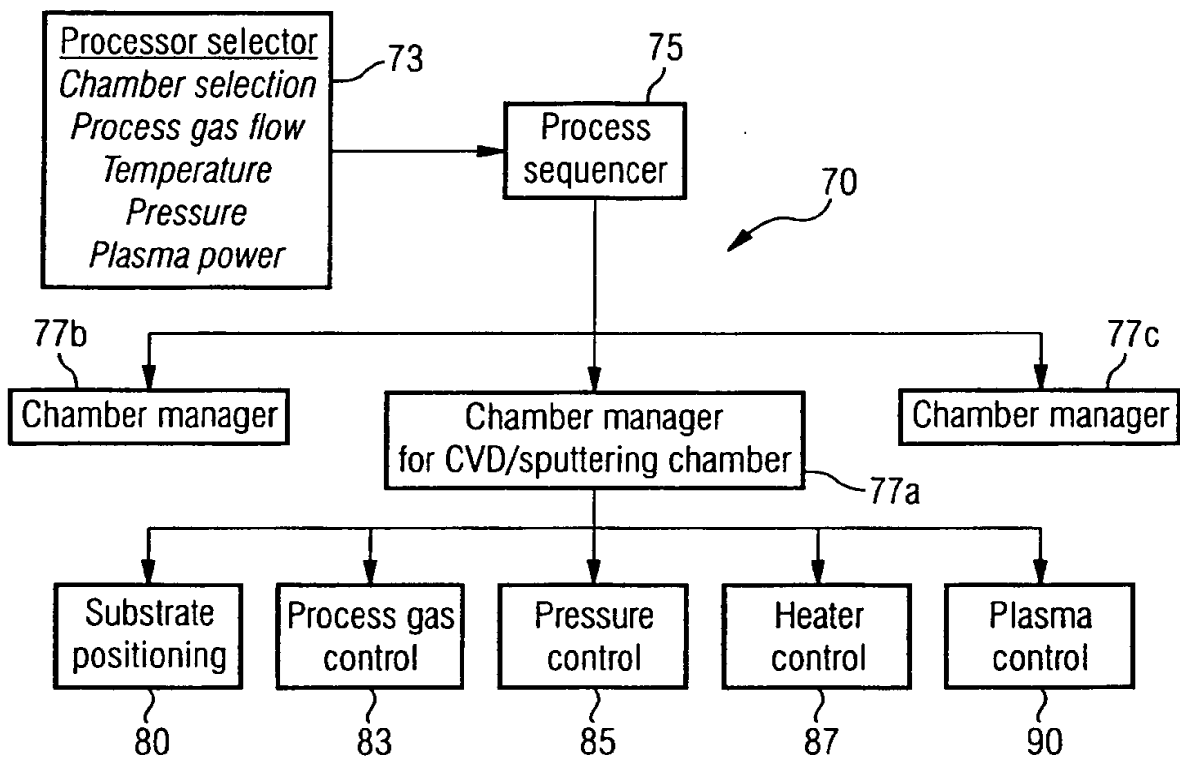 Processor selector
Chamber selection
Process gas flow
Temperature
Pressure
Plasma power
73
75
Process
sequencer
70
77b
Chamber manager
Chamber manager
for CVD/sputtering chamber
77a
77c
Chamber manager
Substrate
positioning
Process gas
control
Pressure
control
Heater
control
Plasma
control
80
83
85
87
90